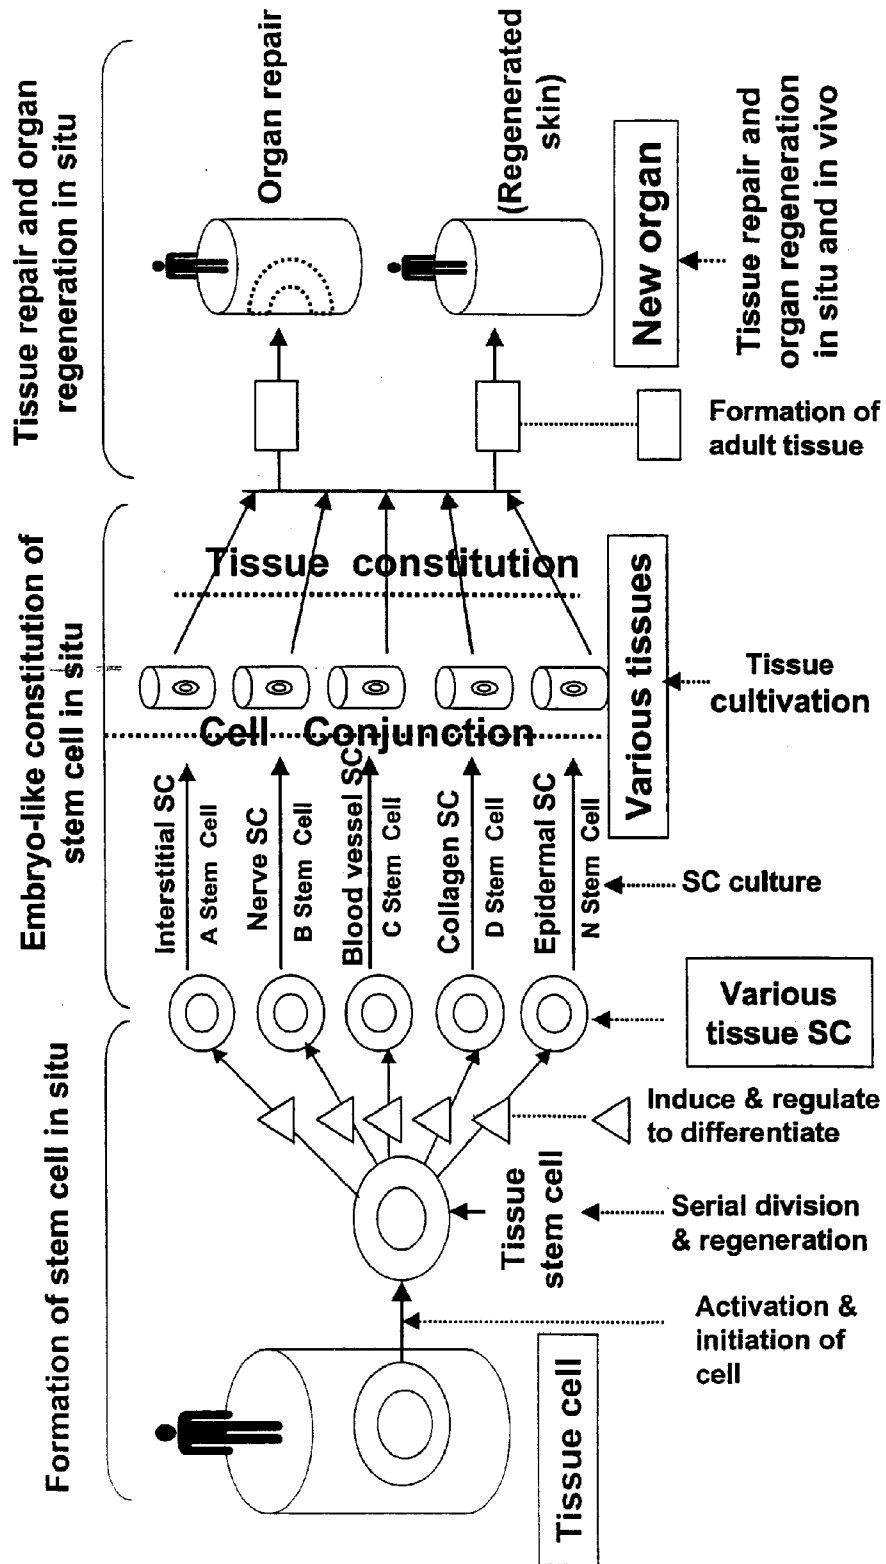 Formation of stem cell in situ
Embryo-like constitution of
stem cell in situ
Tissue repair and organ
regeneration in situ
Interstitial SC
A Stem Cell
Nerve SC
B Stem Cell
Blood vessel SC
C Stem Cell
Collagen SC
D Stem Cell
Epidermal SC
N Stem Cell
Cell Conjunction
Tissue constitution
Organ repair
(Regenerated
skin)
Tissue
stem cell
Tissue cell
Various
tissue SC
Various tissues
New organ
Activation &
initiation of
cell
Serial division
& regeneration
Induce & regulate
to differentiate
SC culture
Tissue
cultivation
Formation of
adult tissue
Tissue repair and
organ regeneration
in situ and in vivo